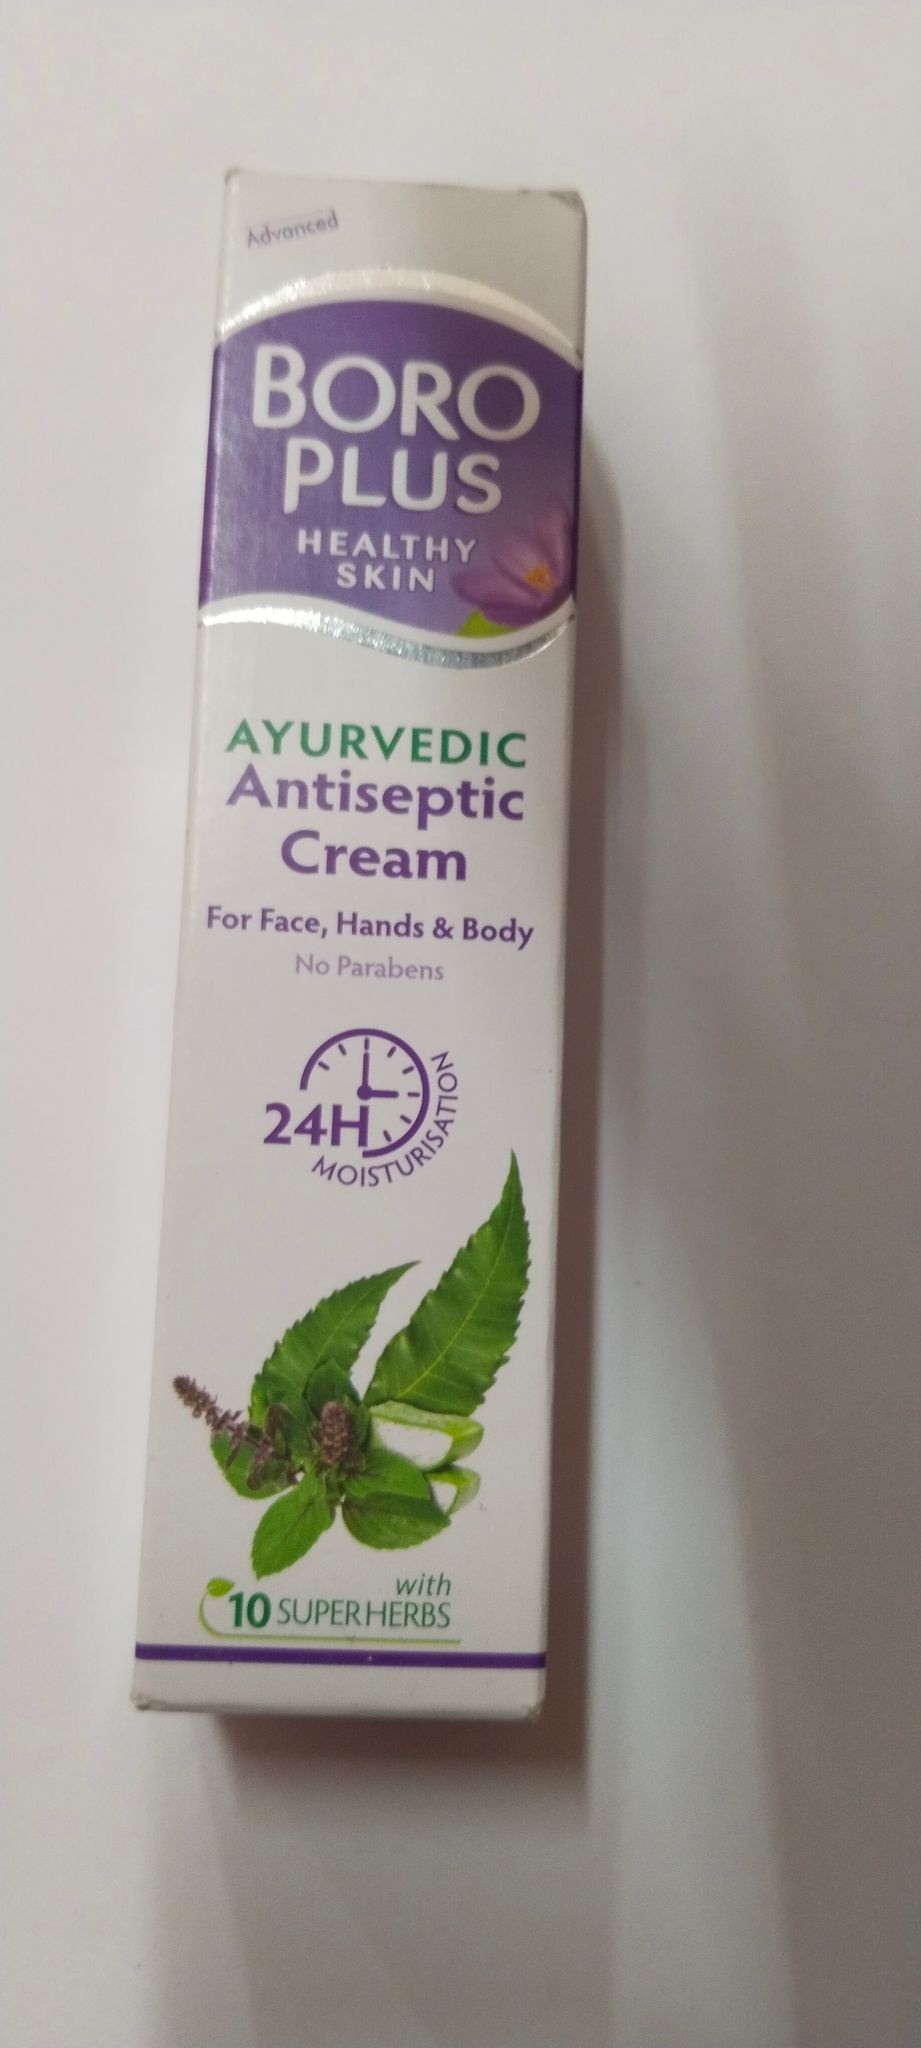 Advanced
BORO
PLUS
HEALTHY
SKIN
AYURVEDIC
Antiseptic
Cream
For Face, Hands & Body
No Parabens
24H
MOISTURISATION
with
10 SUPERHERBS